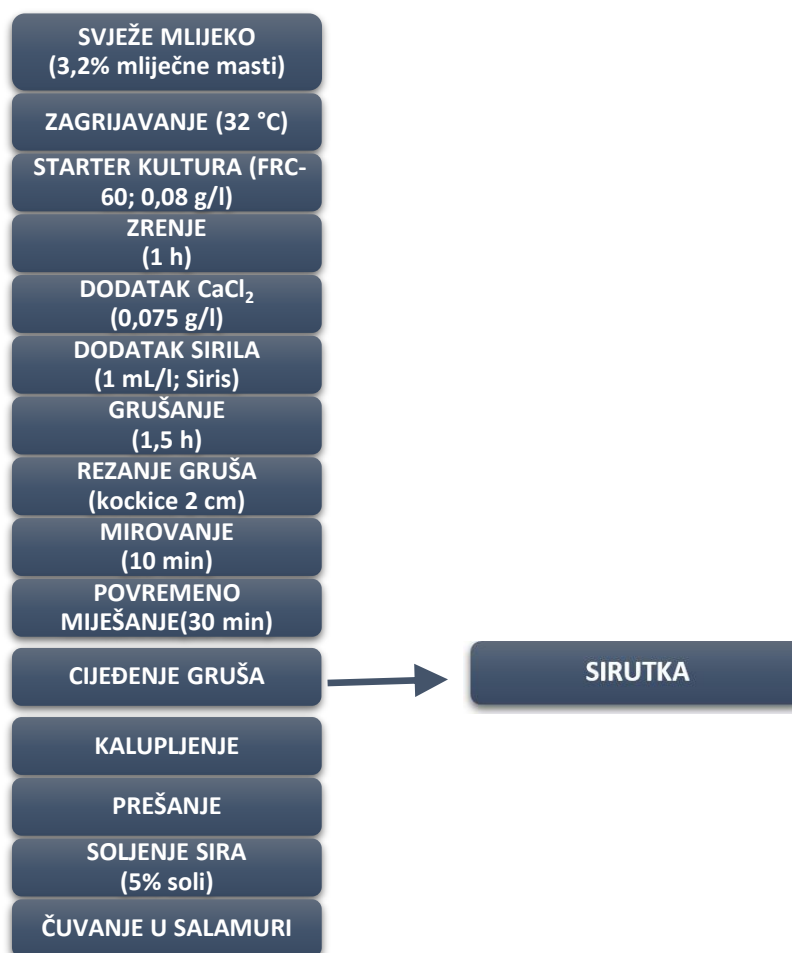 SVJEŽE MLIJEKO
(3,2% mliječne masti)
ZAGRIJAVANJE (32 °C)
STARTER KULTURA (FRC-
60; 0,08 g/l)
ZRENJE
(1 h)
DODATAK CaCl₂
(0,075 g/l)
DODATAK SIRILA
(1 mL/l; Siris)
GRUŠANJE
(1,5 h)
REZANJE GRUŠA
(kockice 2 cm)
MIROVANJE
(10 min)
POVREMENO
MIJEŠANJE(30 min)
CIJEĐENJE GRUŠA
SIRUTKA
KALUPLJENJE
PREŠANJE
SOLJENJE SIRA
(5% soli)
ČUVANJE U SALAMURI